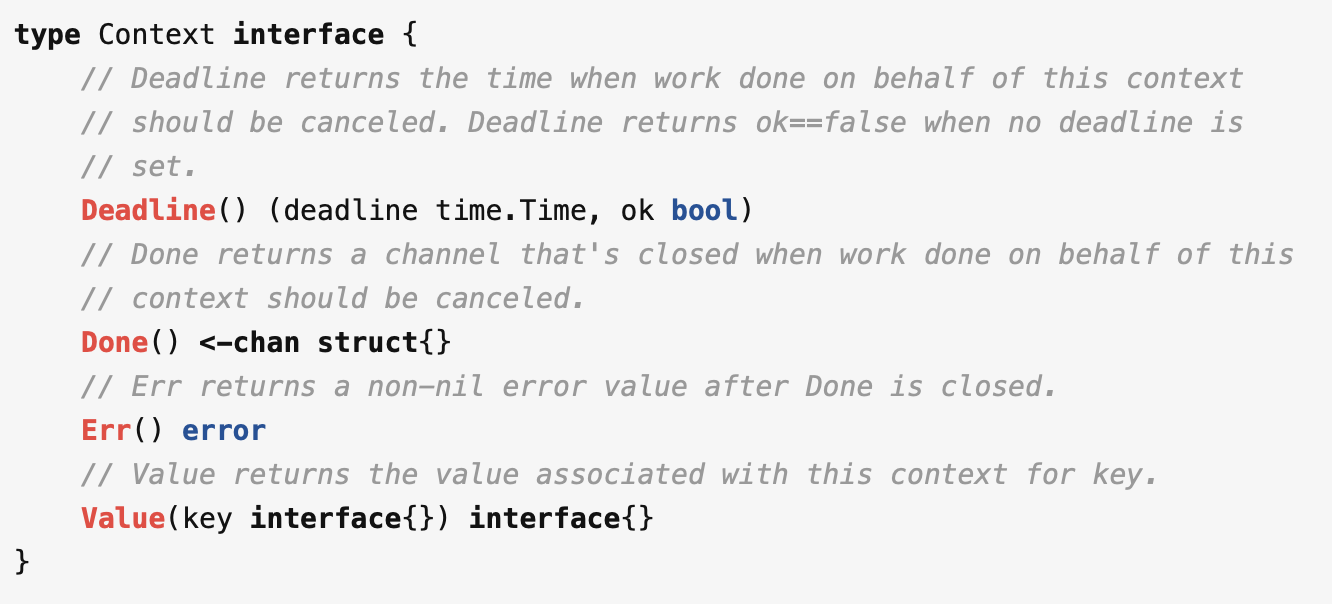 type Context interface {
    // Deadline returns the time when work done on behalf of this context
    // should be canceled. Deadline returns ok==false when no deadline is
    // set.
    Deadline() (deadline time.Time, ok bool)
    // Done returns a channel that's closed when work done on behalf of this
    // context should be canceled.
    Done() <-chan struct{}
    // Err returns a non-nil error value after Done is closed.
    Err() error
    // Value returns the value associated with this context for key.
    Value(key interface{}) interface{}
}